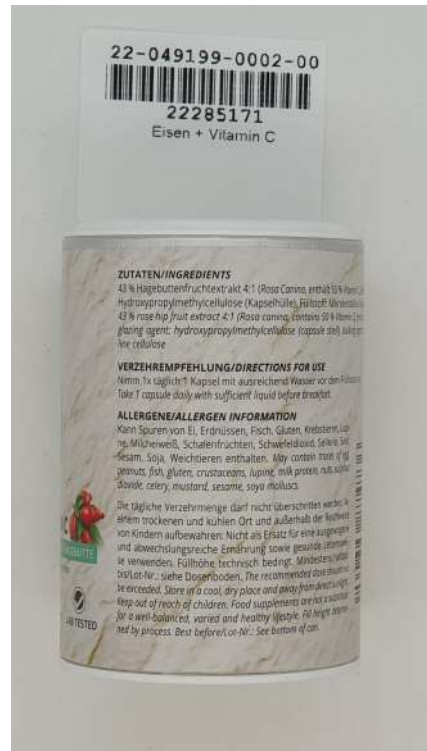 22-049199-0002-00
22285171
Eisen + Vitamin C
ZUTATEN/INGREDIENTS
43 % Hagebuttenfruchtextrakt 4:1 (Rosa Canina, enthält 50 % Vitamin C),
Hydroxypropylmethylcellulose (Kapselhülle), Füllstoff:
43 % rose hip fruit extract 4:1 (Rosa canina, contains 50 % Vitamin C),
glazing agent: hydroxypropylmethylcellulose (capsule shell),
line cellulose
VERZEHREMPFEHLUNG/DIRECTIONS FOR USE
Nimm 1x täglich 1 Kapsel mit ausreichend Wasser vor dem
Take 1 capsule daily with sufficient liquid before breakfast.
ALLERGENE/ALLERGEN INFORMATION
Kann Spuren von Ei, Erdnüssen, Fisch, Gluten, Krebstieren, Lupi-
ne, Milcheiweiß, Schalenfrüchten, Schwefeldioxid, Sellerie, Senf,
Sesam, Soja, Weichtieren enthalten. May contain traces of egg,
peanuts, fish, gluten, crustaceans, lupine, milk protein, nuts, sulphur
dioxide, celery, mustard, sesame, soya molluscs.
Die tägliche Verzehrmenge darf nicht überschritten werden. An
einem trockenen und kühlen Ort und außerhalb der Reichweite
von Kindern aufbewahren. Nicht als Ersatz für eine ausgewogene
und abwechslungsreiche Ernährung sowie gesunde Lebenswei-
se verwenden. Füllhöhe technisch bedingt. Mindestens haltbar
bis/Lot-Nr.: siehe Dosenboden. The recommended dose should not
be exceeded. Store in a cool, dry place and away from direct sunlight.
Keep out of reach of children. Food supplements are not a substitute
for a well-balanced, varied and healthy lifestyle. Fill height determi-
ned by process. Best before/Lot-Nr.: See bottom of can.
LAB TESTED